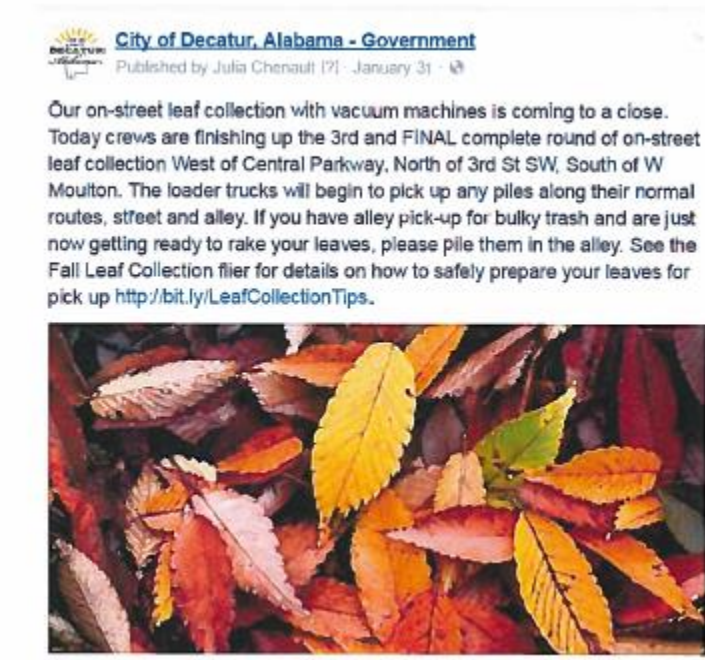 City of Decatur, Alabama - Government
DECATUR
Alabama
Published by Julia Chenault [?] · January 31 ·
Our on-street leaf collection with vacuum machines is coming to a close.
Today crews are finishing up the 3rd and FINAL complete round of on-street
leaf collection West of Central Parkway, North of 3rd St SW, South of W
Moulton. The loader trucks will begin to pick up any piles along their normal
routes, street and alley. If you have alley pick-up for bulky trash and are just
now getting ready to rake your leaves, please pile them in the alley. See the
Fall Leaf Collection flier for details on how to safely prepare your leaves for
pick up http://bit.ly/LeafCollectionTips.